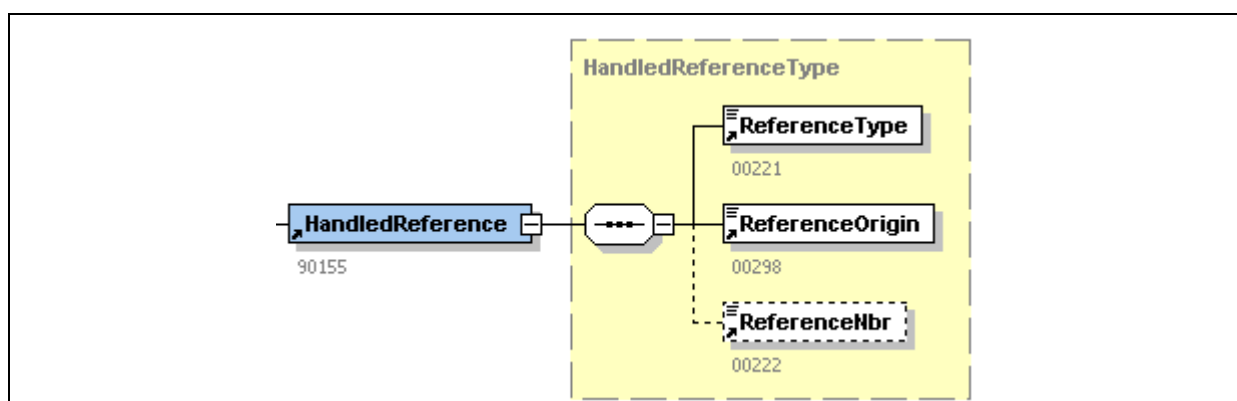 HandledReferenceType
ReferenceType
00221
HandledReference
90155
ReferenceOrigin
00298
ReferenceNbr
00222